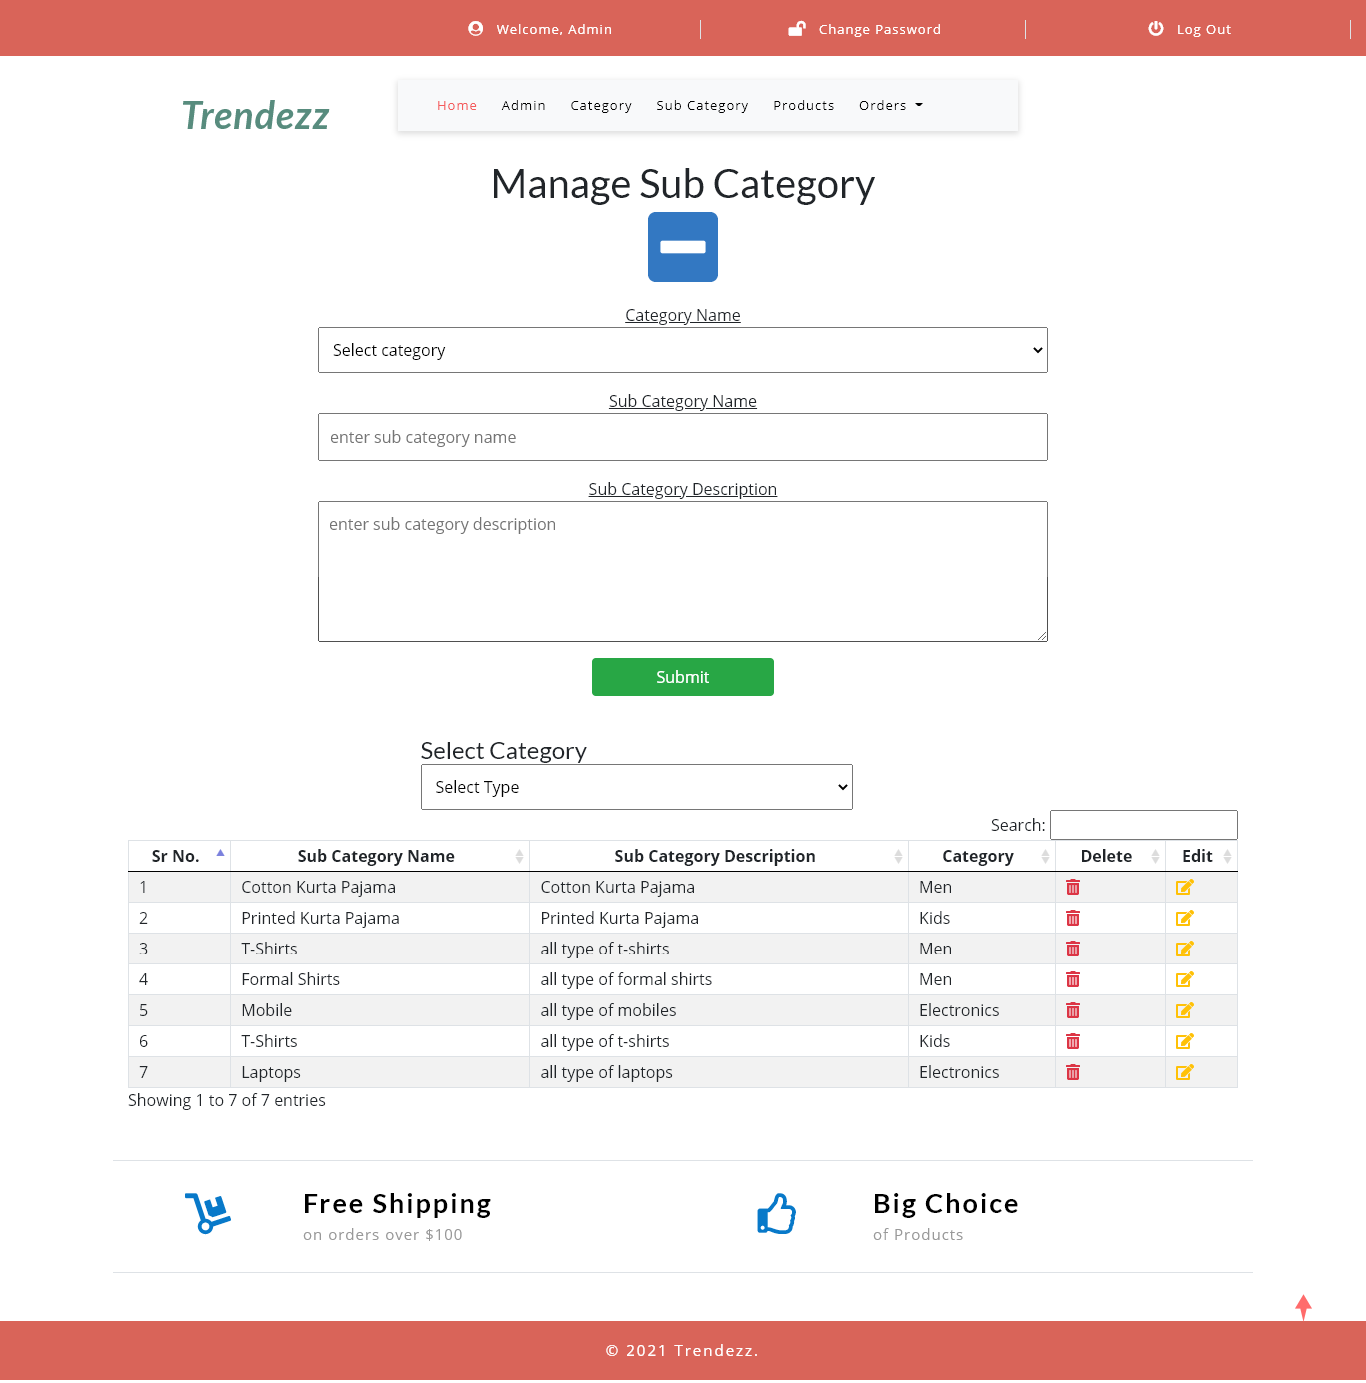 Welcome, Admin
Change Password
Log Out
Trendezz
Home Admin Category Sub Category Products Orders
Manage Sub Category
Category Name
Select category
Sub Category Name
enter sub category name
Sub Category Description
enter sub category description
Submit
Select Category
Select Type
Search:
Sr No. Sub Category Name Sub Category Description Category Delete Edit
1 Cotton Kurta Pajama Cotton Kurta Pajama Men
2 Printed Kurta Pajama Printed Kurta Pajama Kids
3 T-Shirts all type of t-shirts Men
4 Formal Shirts all type of formal shirts Men
5 Mobile all type of mobiles Electronics
6 T-Shirts all type of t-shirts Kids
7 Laptops all type of laptops Electronics
Showing 1 to 7 of 7 entries
Free Shipping
on orders over $100
Big Choice
of Products
© 2021 Trendezz.